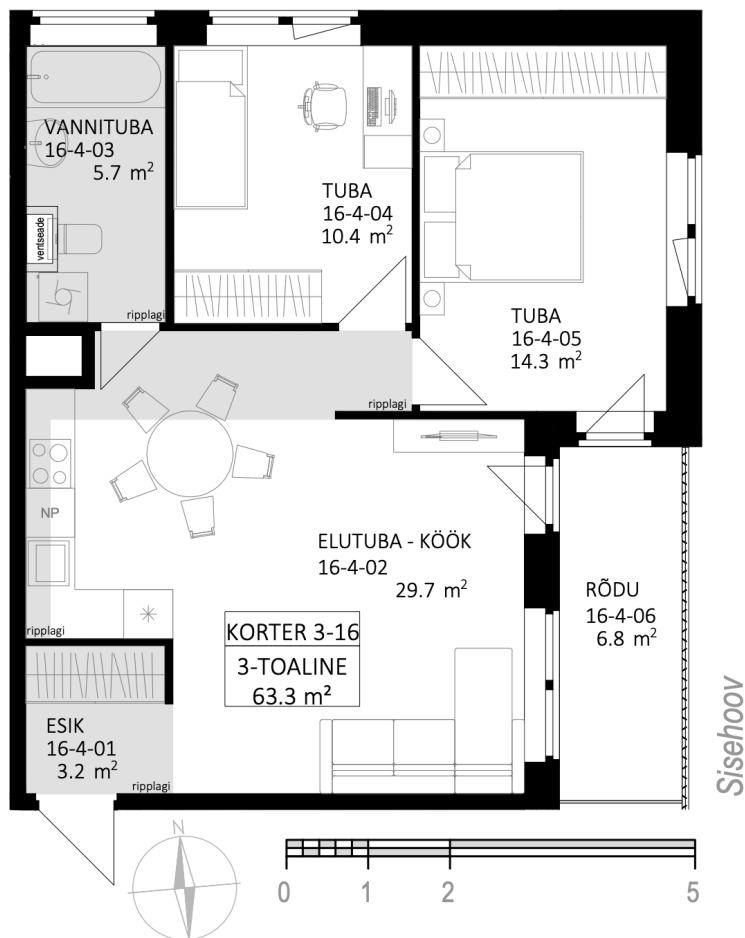 VANNITUBA
16-4-03
5.7 m²
ventseade
ripplagi
TUBA
16-4-04
10.4 m²
TUBA
16-4-05
14.3 m²
ripplagi
NP
ELUTUBA - KÖÖK
16-4-02
29.7 m²
RÕDU
16-4-06
6.8 m²
ripplagi
KORTER 3-16
3-TOALINE
63.3 m²
ESIK
16-4-01
3.2 m²
ripplagi
Sisehoov
N
0 1 2 5